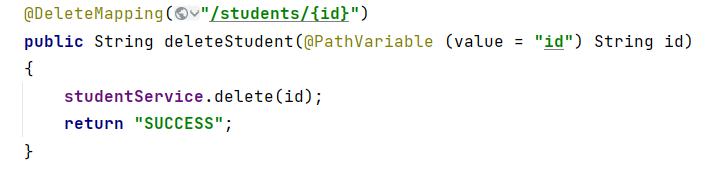 @DeleteMapping("/students/{id}")
public String deleteStudent(@PathVariable (value = "id") String id)
{
    studentService.delete(id);
    return "SUCCESS";
}